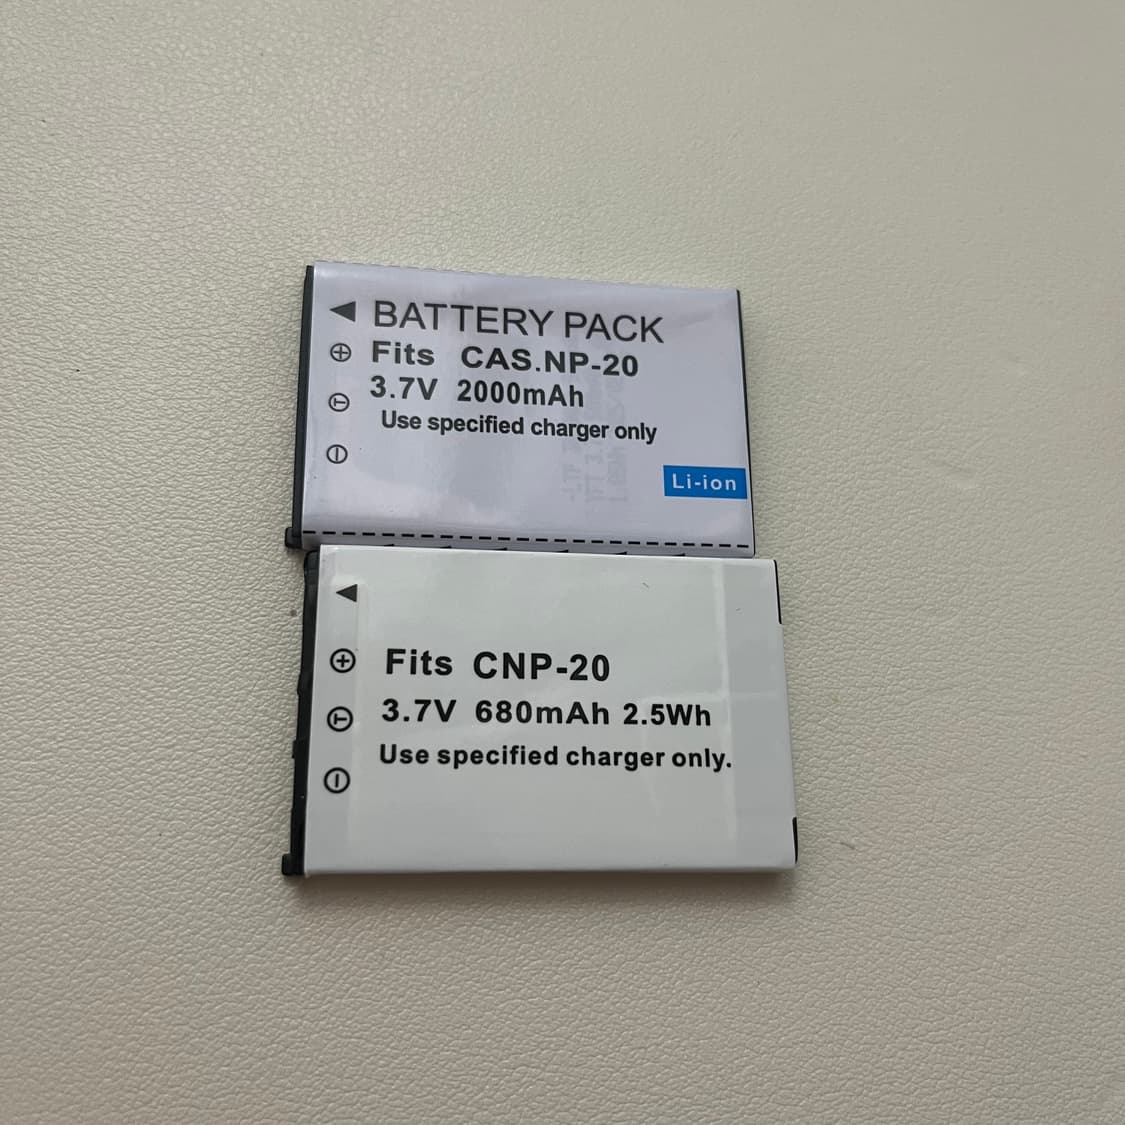 BATTERY PACK
Fits CAS.NP-20
3.7V 2000mAh
Use specified charger only
Li-ion
Fits CNP-20
3.7V 680mAh 2.5Wh
Use specified charger only.